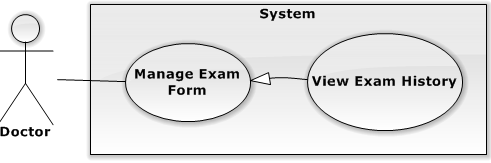 System
Manage Exam
Form
View Exam History
Doctor